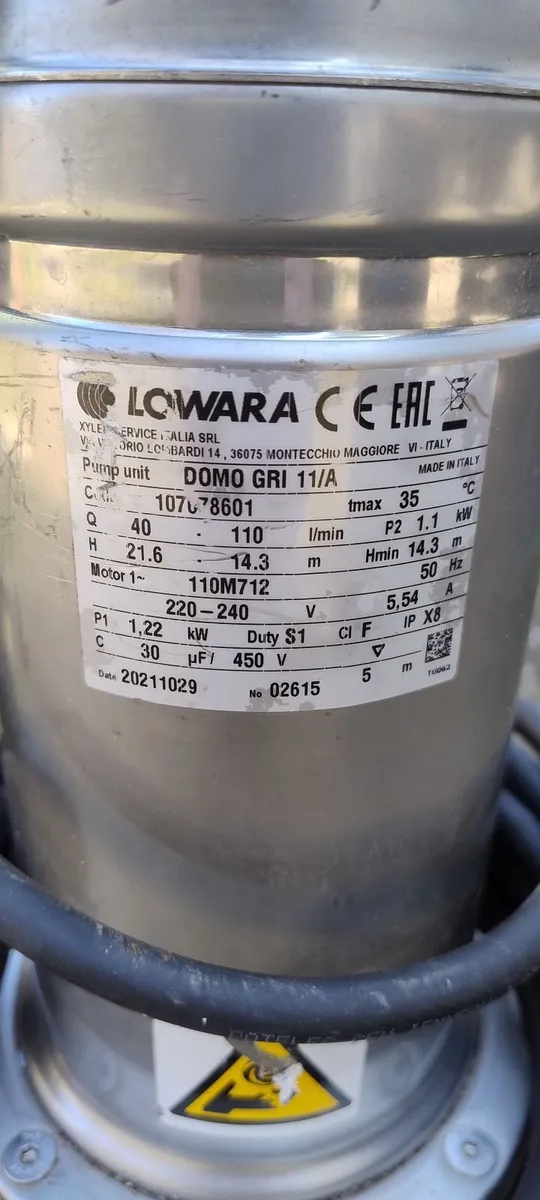 LOWARA CE EAC
SERVICE ITALIA SRL
LOMBARDI 14 , 36075 MONTECCHIO MAGGIORE VI - ITALY
Pump unit DOMO GRI 11/A MADE IN ITALY
tmax 35 °C
Q 40 - 110 l/min P2 1.1 kW
H 21.6 - 14.3 m Hmin 14.3 m
Motor 1~ 110M712 50 Hz
220-240 V 5,54 A
P1 1,22 kW Duty S1 Cl F IP X8
C 30 µF/ 450 V 5 m
Date 20211029 No 02615